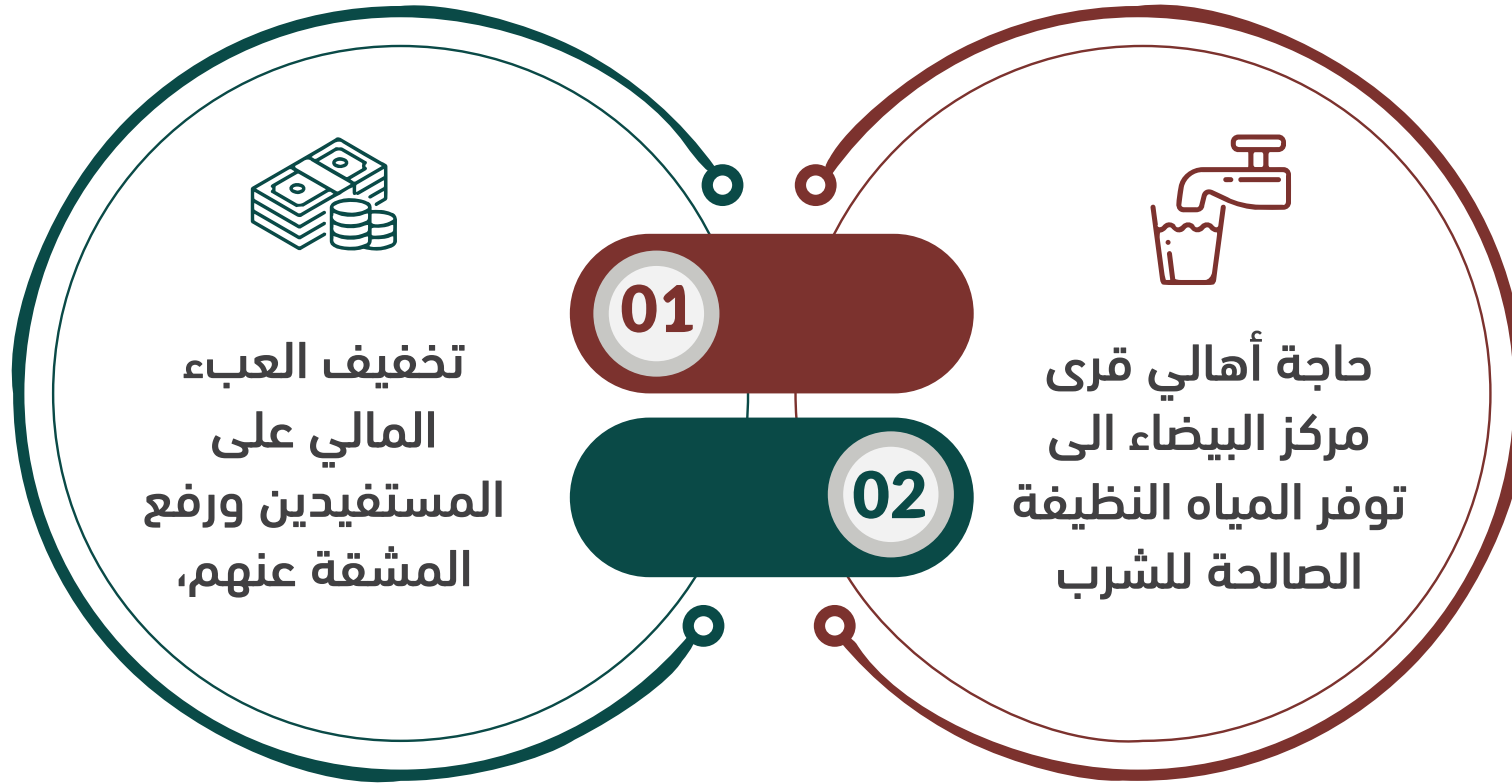 01
حاجة أهالي قرى
مركز البيضاء الى
توفر المياه النظيفة
الصالحة للشرب
02
تخفيف العبء
المالي على
المستفيدين ورفع
المشقة عنهم،